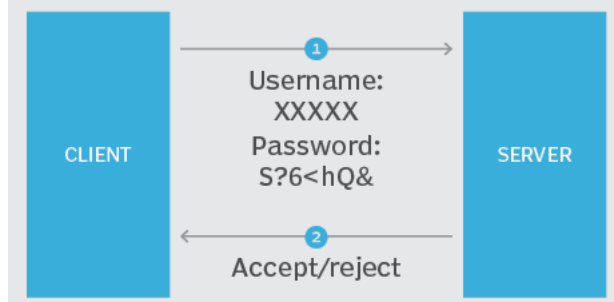 CLIENT
1
Username:
XXXXX
Password:
S?6<hQ&
2
Accept/reject
SERVER